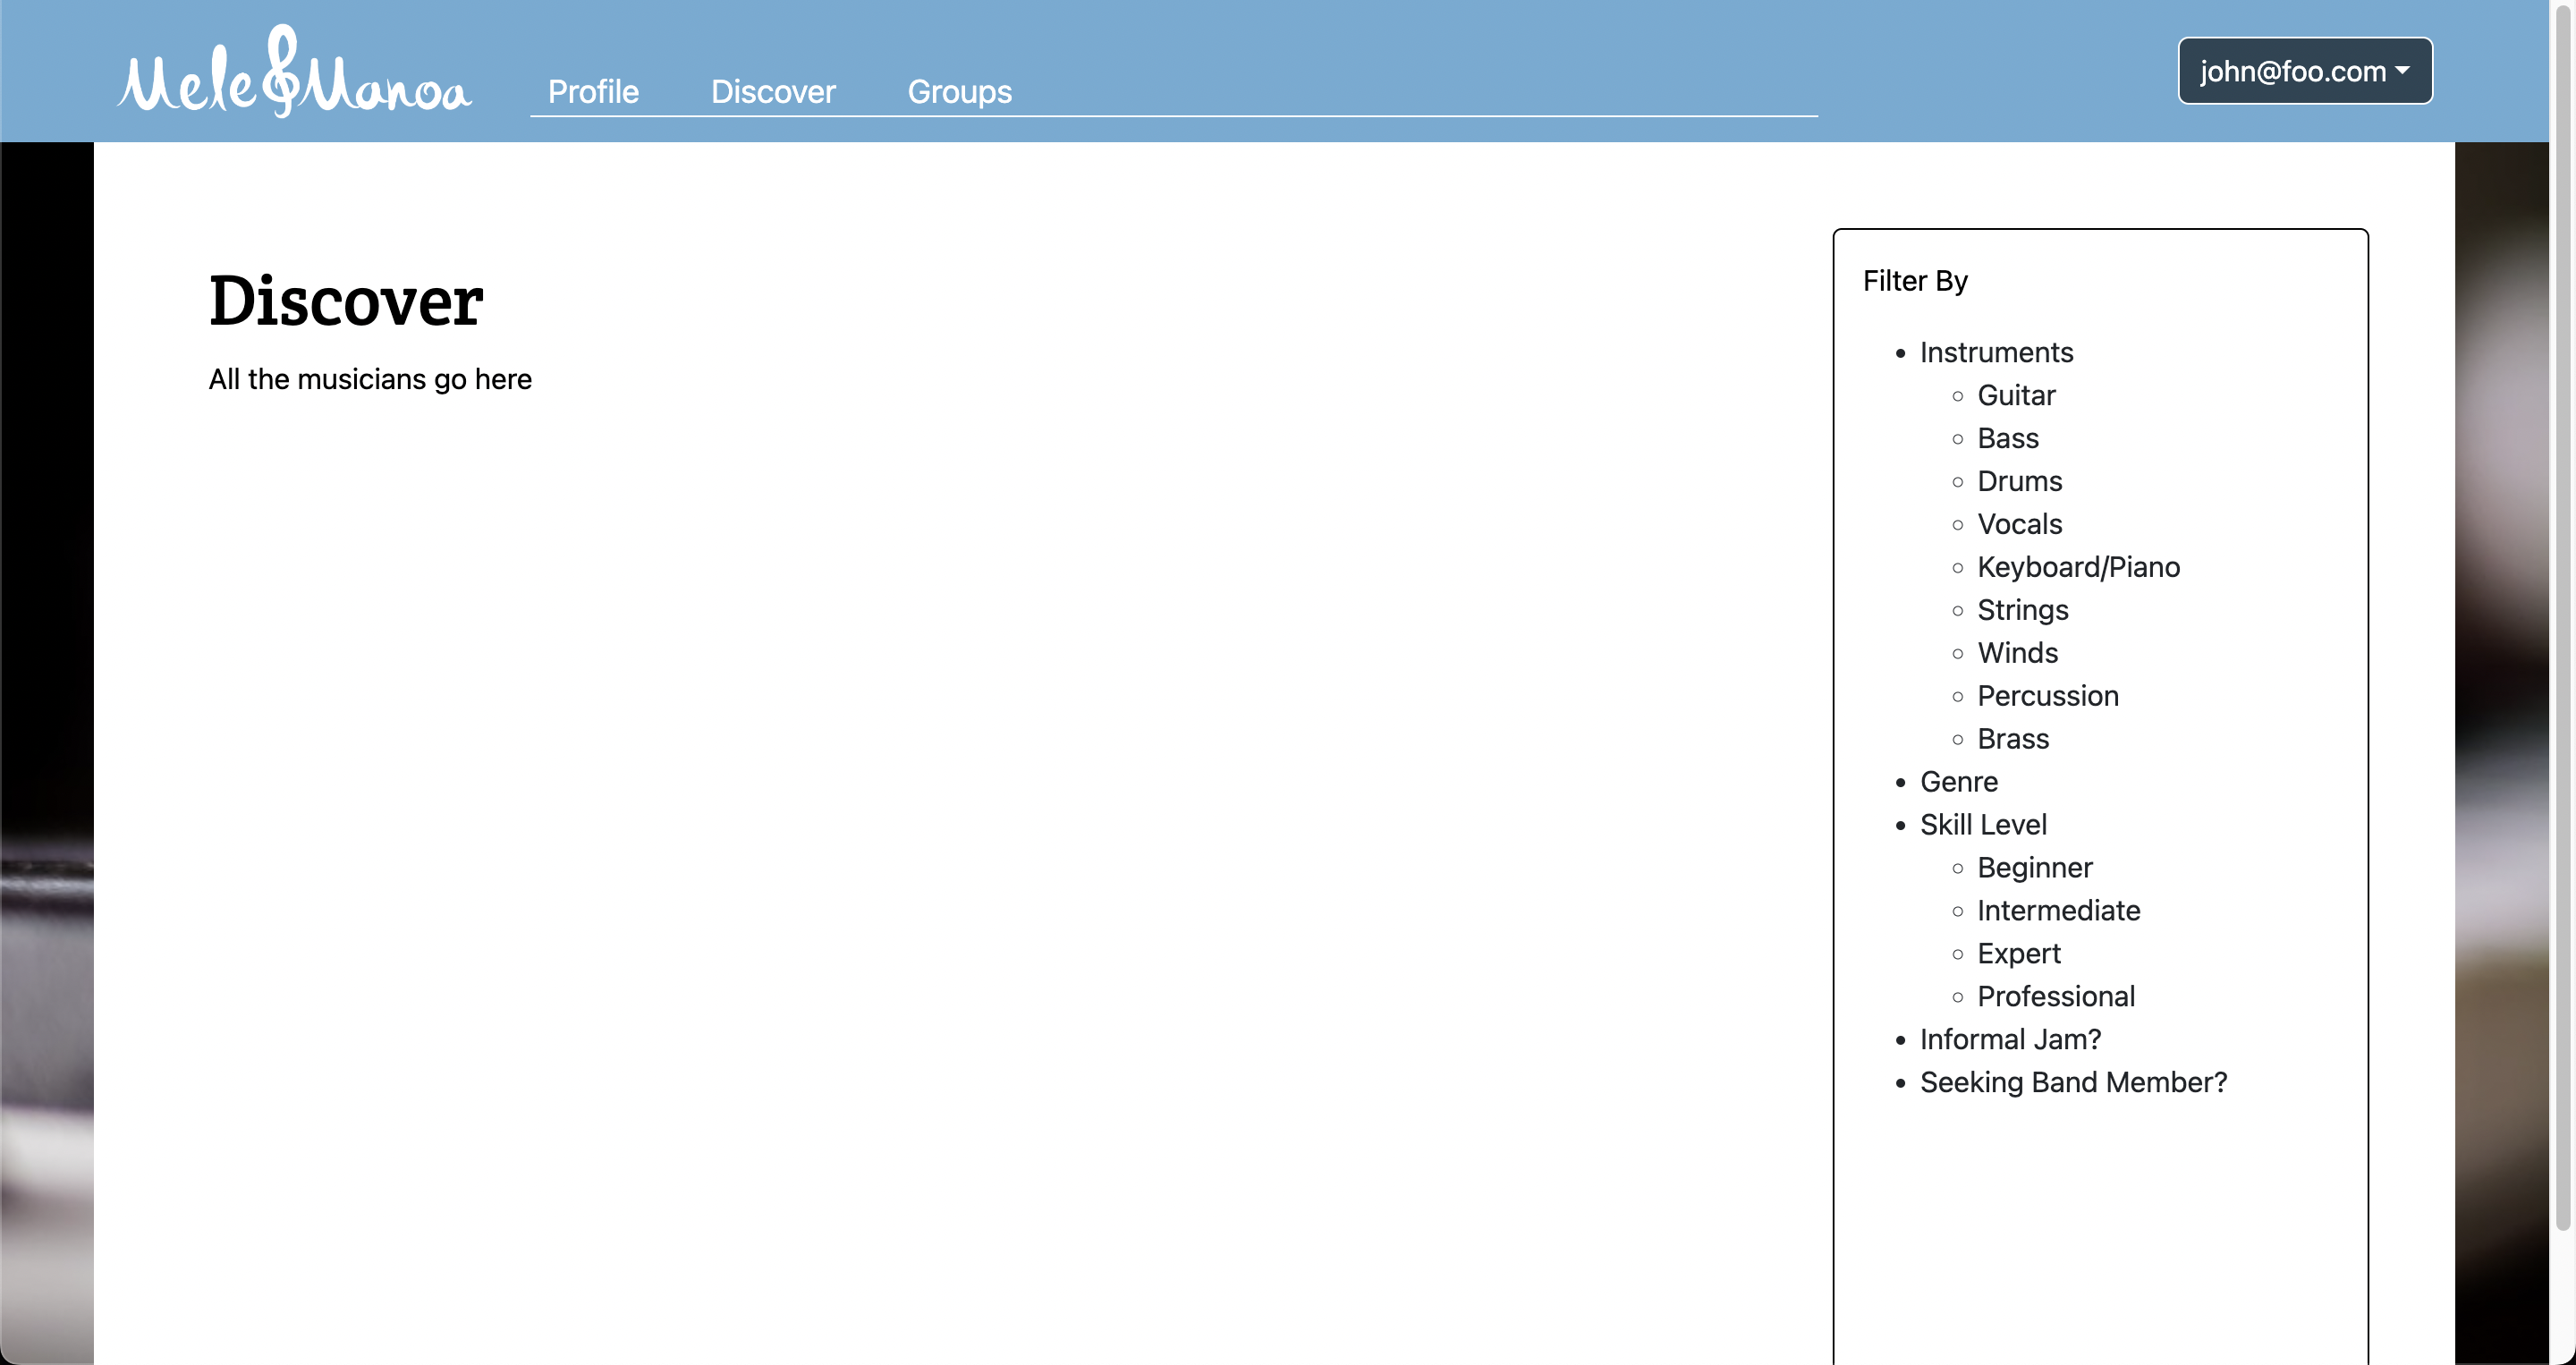 Mele Manoa
Profile Discover Groups
john@foo.com
Discover
All the musicians go here
Filter By
Instruments
Guitar
Bass
Drums
Vocals
Keyboard/Piano
Strings
Winds
Percussion
Brass
Genre
Skill Level
Beginner
Intermediate
Expert
Professional
Informal Jam?
Seeking Band Member?